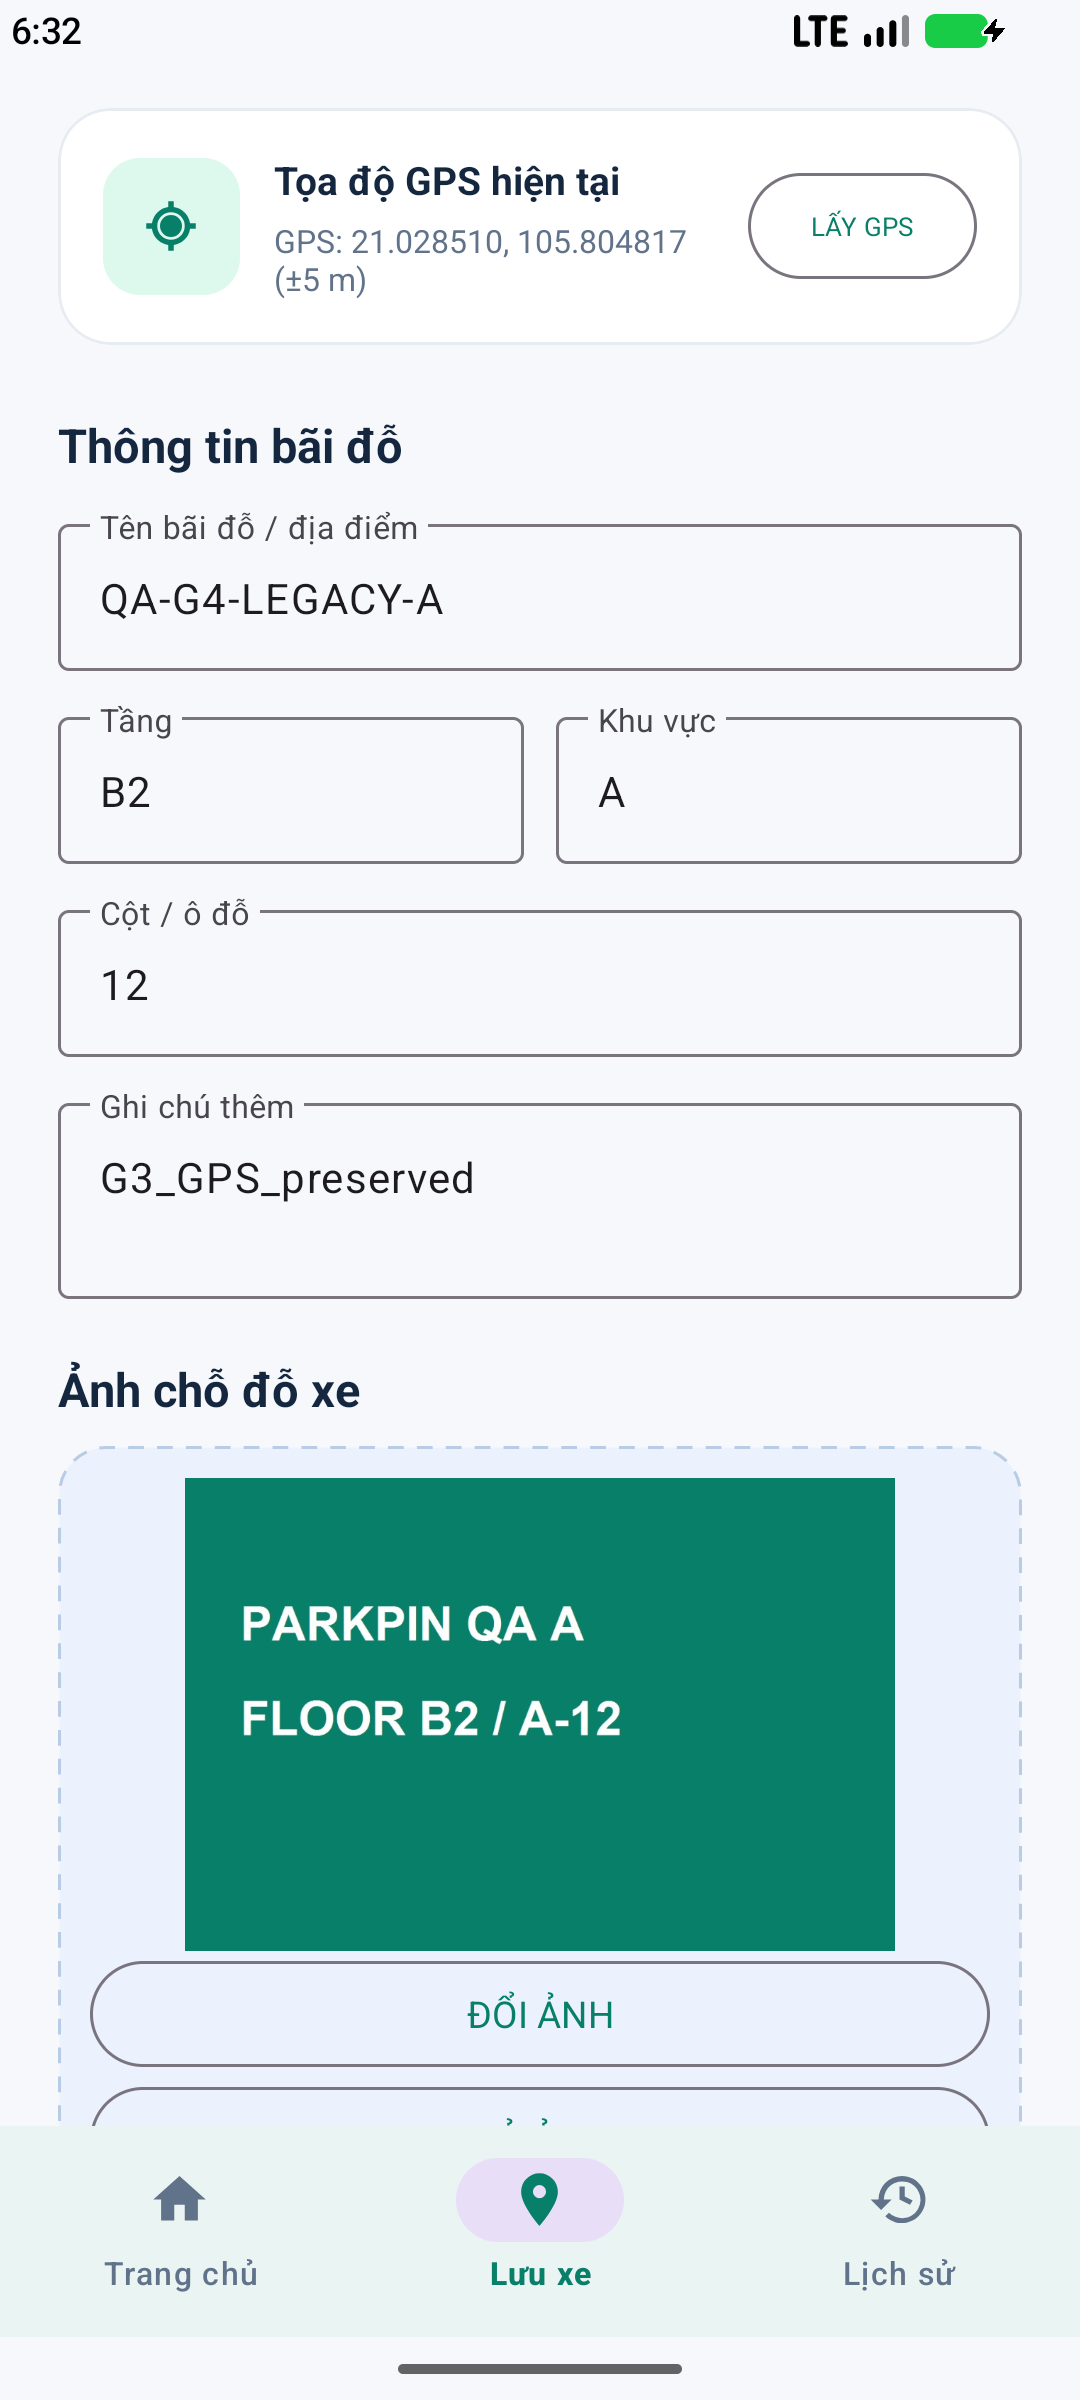 6:32
LTE
Tọa độ GPS hiện tại
GPS: 21.028510, 105.804817
(±5 m)
LẤY GPS
Thông tin bãi đỗ
Tên bãi đỗ / địa điểm
QA-G4-LEGACY-A
Tầng
B2
Khu vực
A
Cột / ô đỗ
12
Ghi chú thêm
G3_GPS_preserved
Ảnh chỗ đỗ xe
PARKPIN QA A
FLOOR B2 / A-12
ĐỔI ẢNH
Trang chủ
Lưu xe
Lịch sử